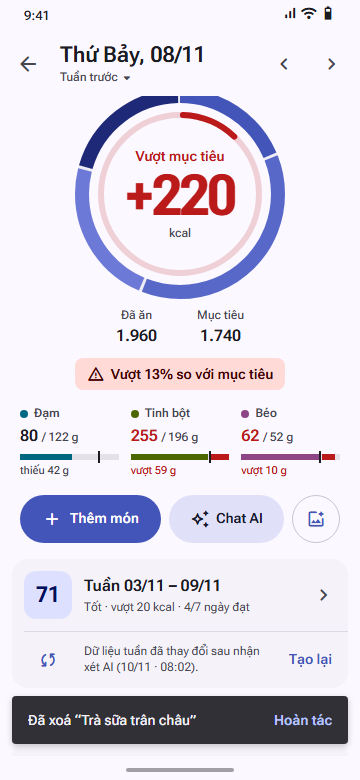 9:41
Thứ Bảy, 08/11
Tuần trước
Vượt mục tiêu
+220
kcal
Đã ăn Mục tiêu
1.960 1.740
Vượt 13% so với mục tiêu
Đạm Tinh bột Béo
80 / 122 g 255 / 196 g 62 / 52 g
thiếu 42 g vượt 59 g vượt 10 g
Thêm món Chat AI
71 Tuần 03/11 – 09/11
Tốt · vượt 20 kcal · 4/7 ngày đạt
Dữ liệu tuần đã thay đổi sau nhận
xét AI (10/11 · 08:02). Tạo lại
Đã xoá “Trà sữa trân châu” Hoàn tác